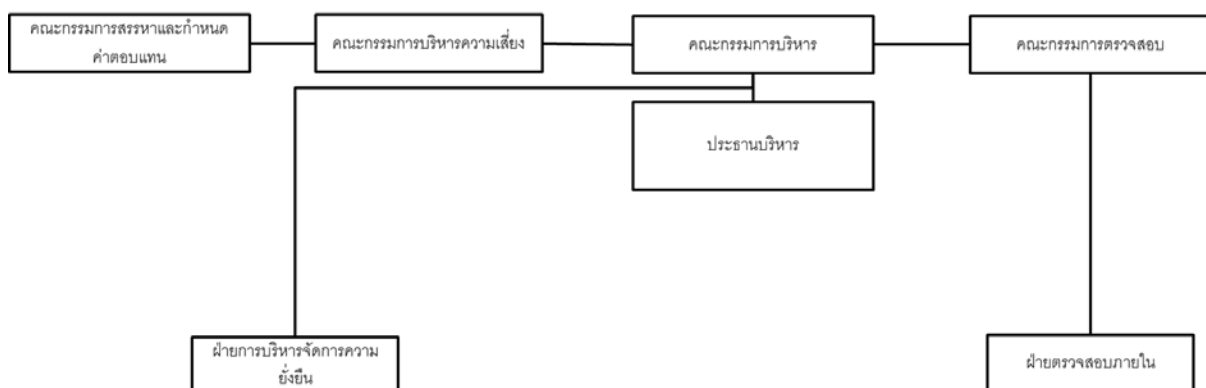 คณะกรรมการสรรหาและกำหนด
ค่าตอบแทน
คณะกรรมการบริหารความเสี่ยง
คณะกรรมการบริหาร
คณะกรรมการตรวจสอบ
ประธานบริหาร
ฝ่ายการบริหารจัดการความ
ยั่งยืน
ฝ่ายตรวจสอบภายใน